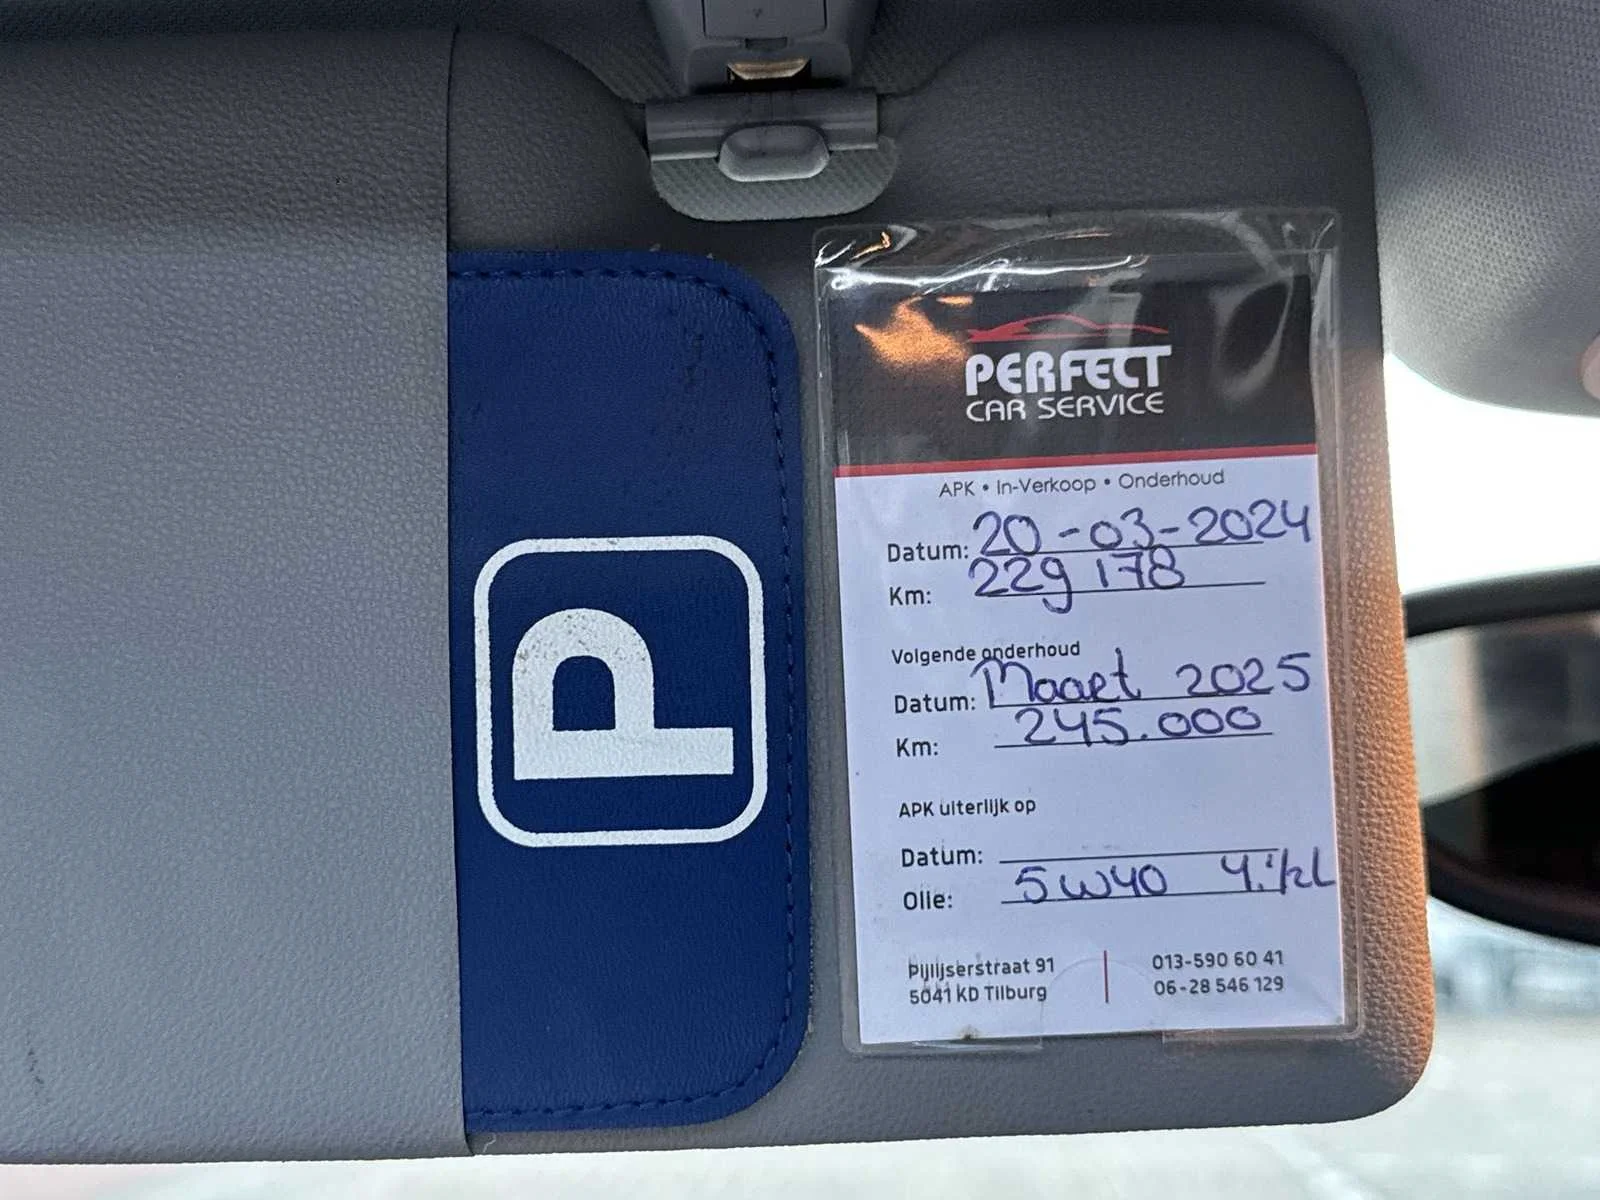 P
PERFECT
CAR SERVICE
APK • In-Verkoop • Onderhoud
Datum: 20-03-2024
Km: 229 178
Volgende onderhoud
Datum: Maart 2025
Km: 245.000
APK uiterlijk op
Datum:
Olie: 5W40 4.1/2L
Pijlijserstraat 91
5041 KD Tilburg
013-590 60 41
06-28 546 129